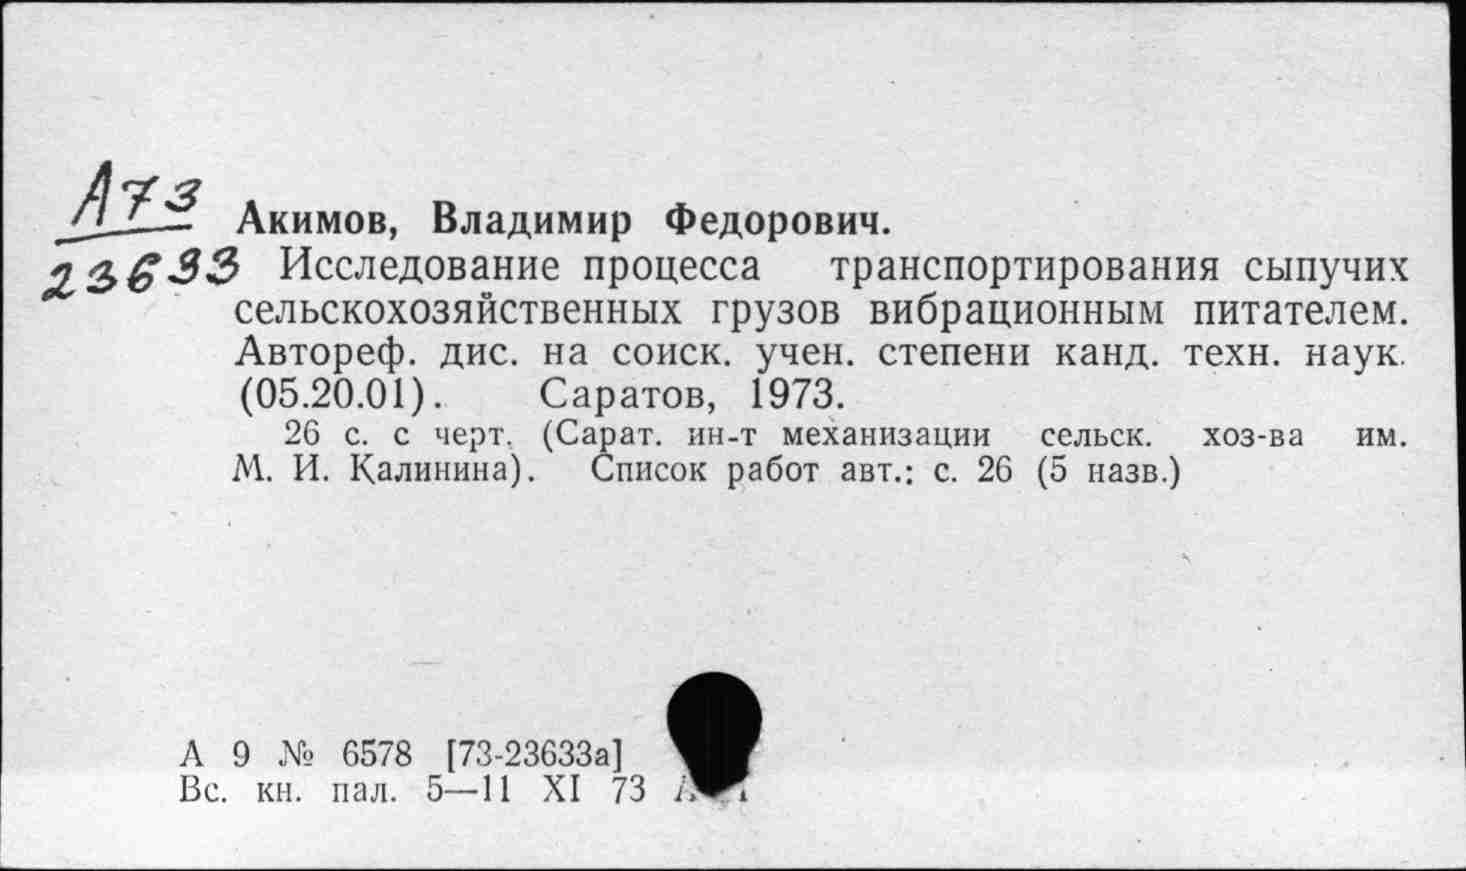 А73
23633
Акимов, Владимир Федорович.
Исследование процесса транспортирования сыпучих
сельскохозяйственных грузов вибрационным питателем.
Автореф. дис. на соиск. учен. степени канд. техн. наук.
(05.20.01). Саратов, 1973.
26 с. с черт. (Сарат. ин-т механизации сельск. хоз-ва им.
М. И. Калинина). Список работ авт.: с. 26 (5 назв.)
А 9 № 6578 [73-23633а]
Вс. кн. пал. 5—11 XI 73